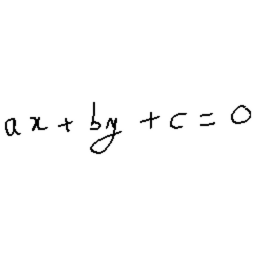 ax + by + c = 0